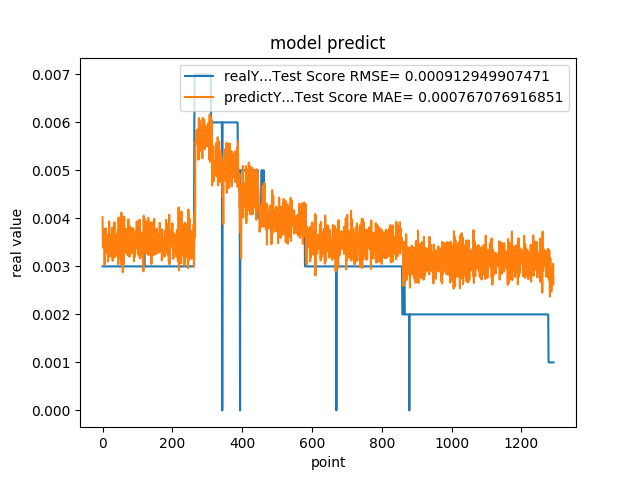 model predict
realY...Test Score RMSE= 0.000912949907471
predictY...Test Score MAE= 0.000767076916851
real value
0.007
0.006
0.005
0.004
0.003
0.002
0.001
0.000
0 200 400 600 800 1000 1200
point